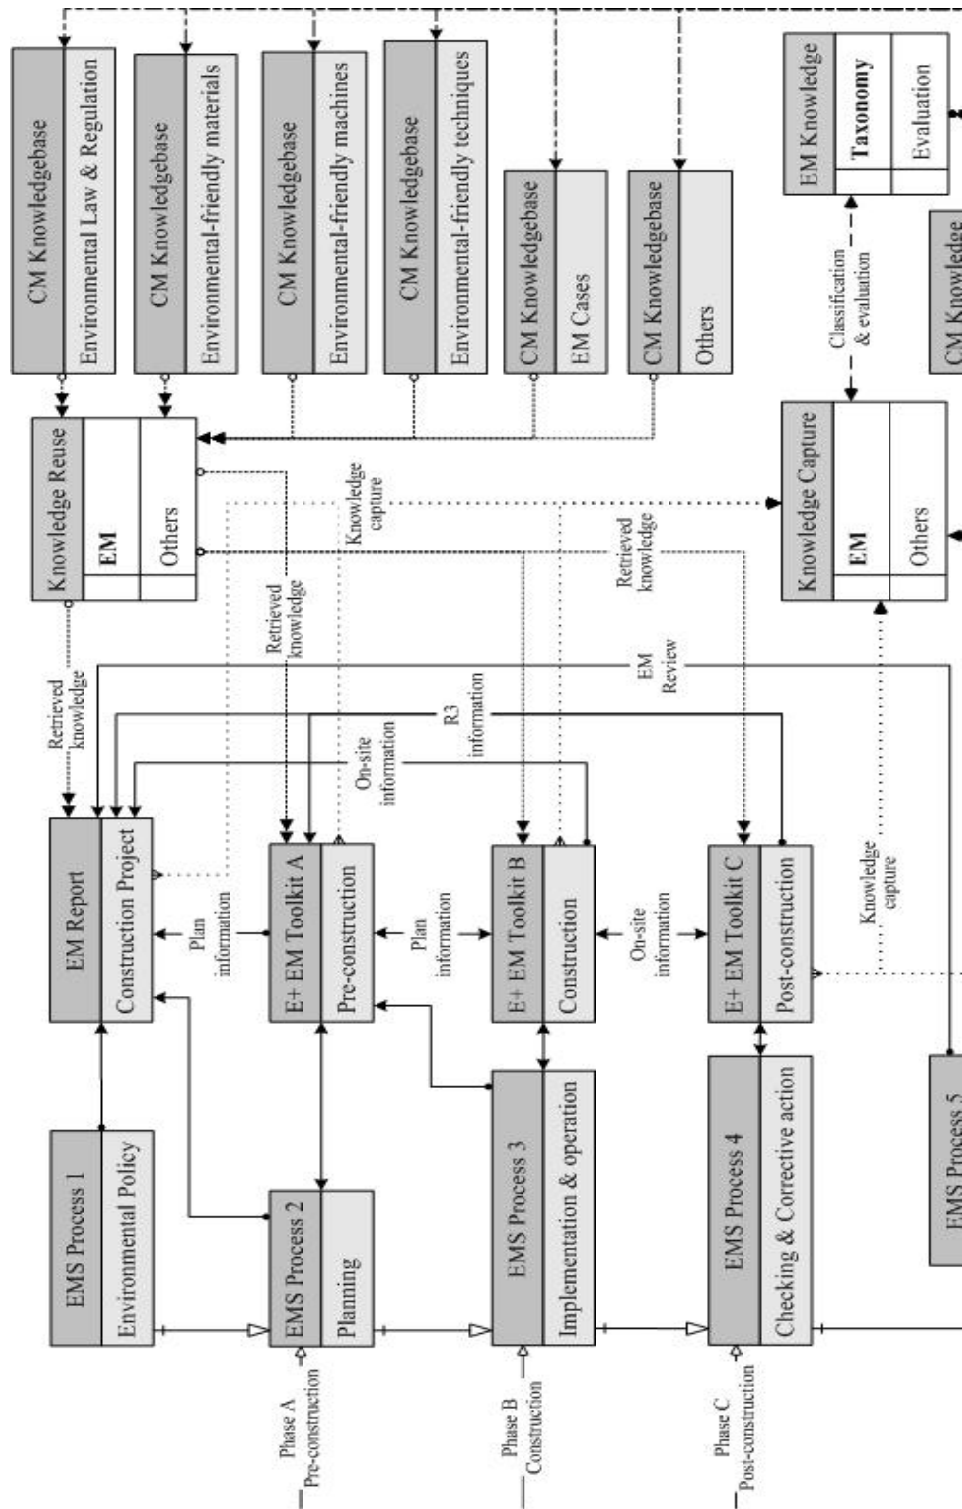 Phase A
Pre-construction
Phase B
Construction
Phase C
Post-construction
EMS Process 1
Environmental Policy
EMS Process 2
Planning
EMS Process 3
Implementation & operation
EMS Process 4
Checking & Corrective action
EMS Process 5
EM Report
Construction Project
Plan
information
E+ EM Toolkit A
Pre-construction
Plan
information
E+ EM Toolkit B
Construction
On-site
information
E+ EM Toolkit C
Post-construction
Retrieved
knowledge
On-site
information
R3
information
EM
Review
Retrieved
knowledge
Knowledge
capture
Retrieved
knowledge
Knowledge
capture
Knowledge Reuse
EM
Others
Knowledge Capture
EM
Others
Classification
& evaluation
CM Knowledgebase
Environmental Law & Regulation
CM Knowledgebase
Environmental-friendly materials
CM Knowledgebase
Environmental-friendly machines
CM Knowledgebase
Environmental-friendly techniques
CM Knowledgebase
EM Cases
CM Knowledgebase
Others
EM Knowledge
Taxonomy
Evaluation
CM Knowledge